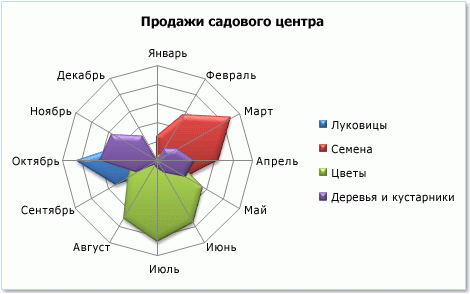 Продажи садового центра
Январь
Февраль
Март
Апрель
Май
Июнь
Июль
Август
Сентябрь
Октябрь
Ноябрь
Декабрь
Луковицы
Семена
Цветы
Деревья и кустарники